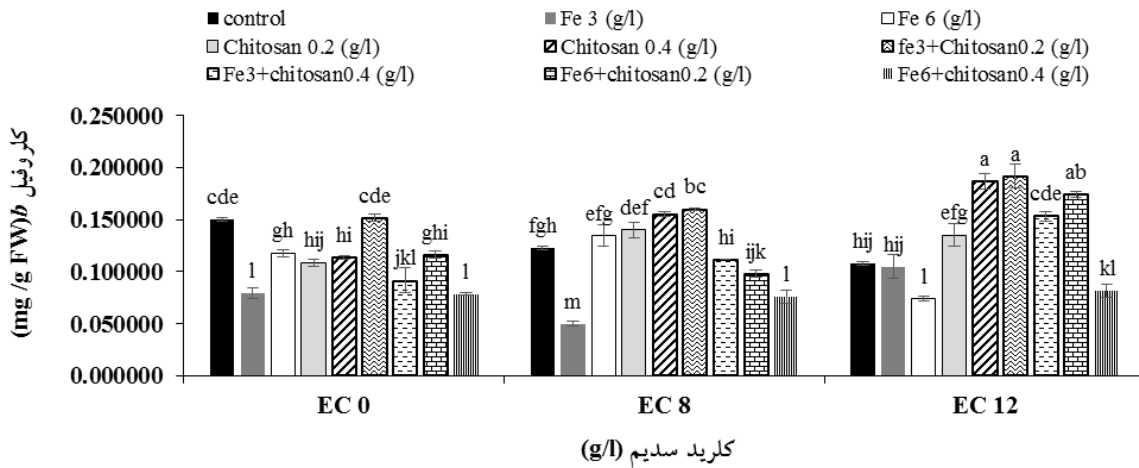 control Fe 3 (g/l) Fe 6 (g/l)
Chitosan 0.2 (g/l) Chitosan 0.4 (g/l) fe3+Chitosan0.2 (g/l)
Fe3+chitosan0.4 (g/l) Fe6+chitosan0.2 (g/l) Fe6+chitosan0.4 (g/l)
کلروفیل b (mg /g FW)
0.250000
0.200000
0.150000
0.100000
0.050000
0.000000
cde l gh hij hi cde jkl ghi l
fgh m efg def cd bc hi ijk l
hij hij l efg a a cde ab kl
EC 0 EC 8 EC 12
کلرید سدیم (g/l)